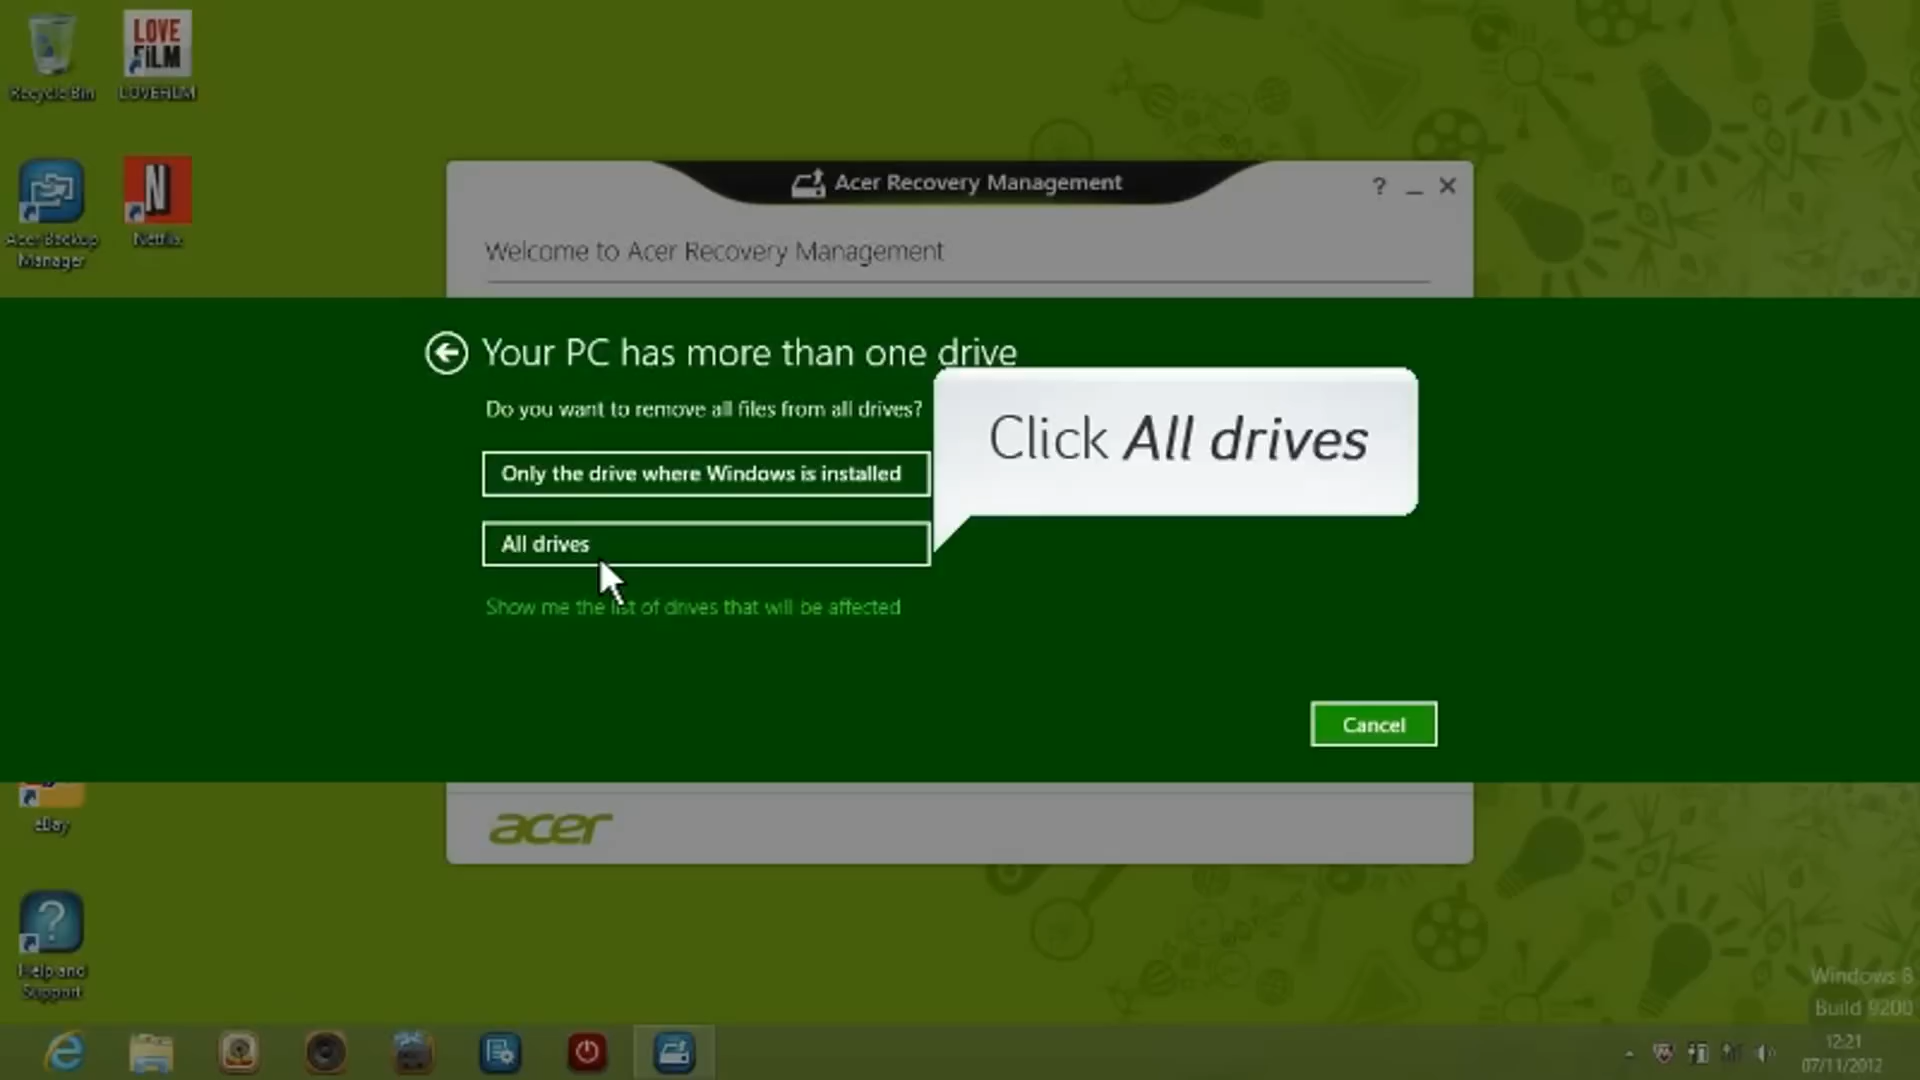 LOVE
FiLM
Recycle Bin
LOVEFiLM
N
Acer Backup
Manager
Netflix
Acer Recovery Management
?
Welcome to Acer Recovery Management
Your PC has more than one drive
Do you want to remove all files from all drives?
Click All drives
Only the drive where Windows is installed
All drives
Show me the list of drives that will be affected
Cancel
eBay
acer
Help and
Support
Windows 8
Build 9200
12:21
07/11/2012